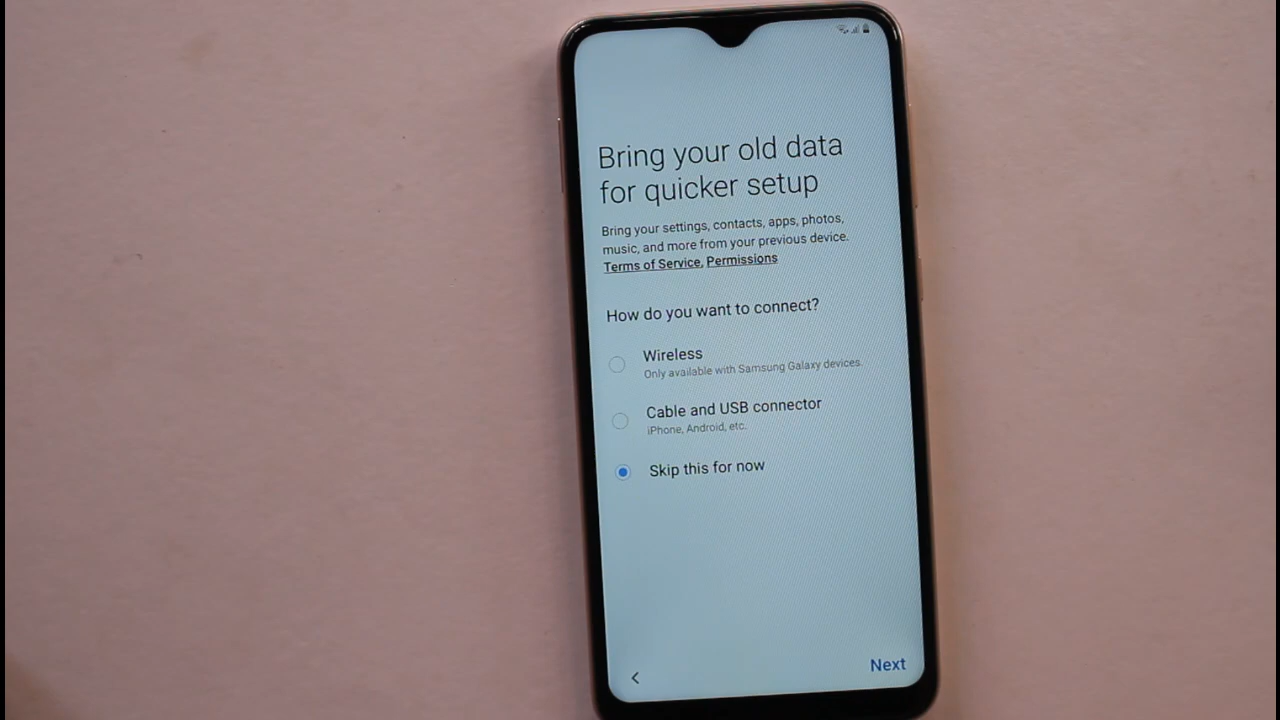 Bring your old data
for quicker setup
Bring your settings, contacts, apps, photos,
music, and more from your previous device.
Terms of Service, Permissions
How do you want to connect?
Wireless
Only available with Samsung Galaxy devices.
Cable and USB connector
iPhone, Android, etc.
Skip this for now
Next